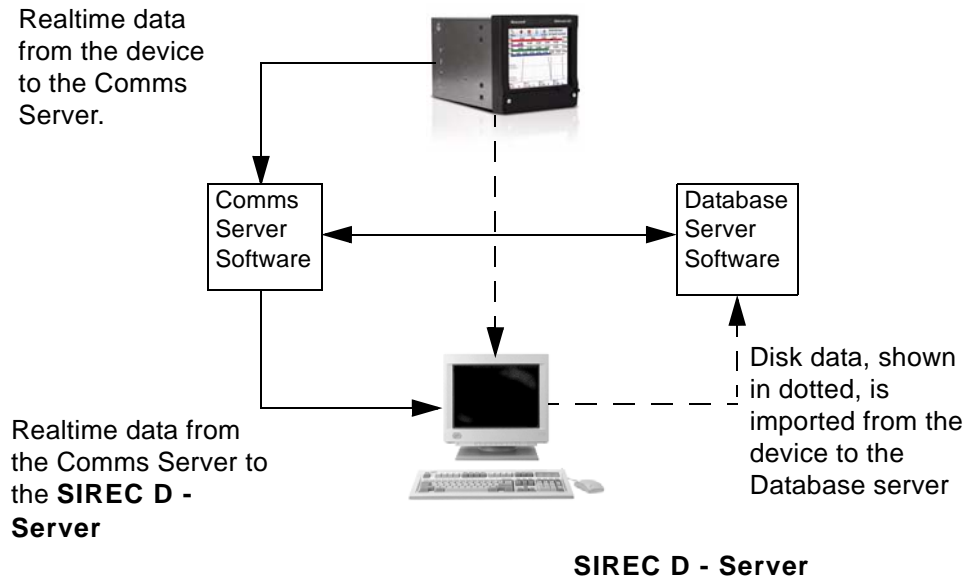 Realtime data
from the device
to the Comms
Server.
Comms
Server
Software
Database
Server
Software
Disk data, shown
in dotted, is
imported from the
device to the
Database server
Realtime data from
the Comms Server to
the SIREC D -
Server
SIREC D - Server